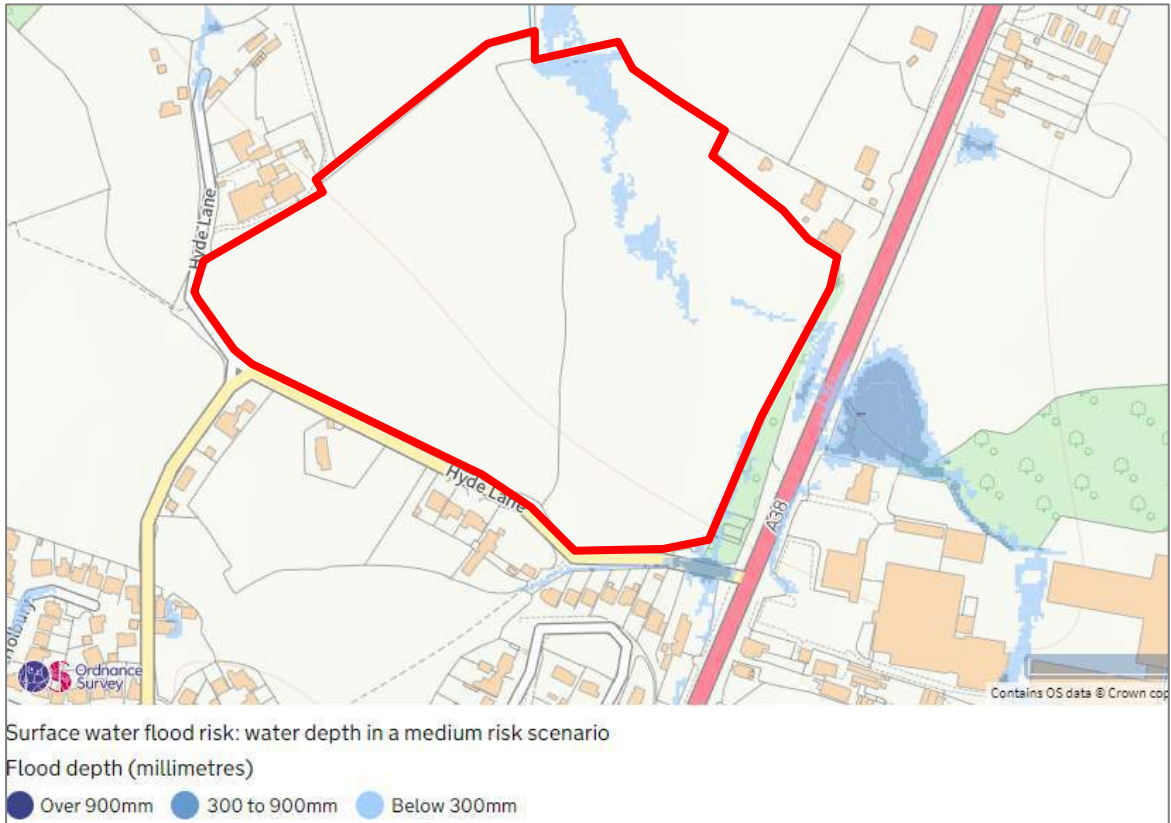 Hyde Lane
Hyde Lane
A38
Ordnance
Survey
Contains OS data © Crown cop
Surface water flood risk: water depth in a medium risk scenario
Flood depth (millimetres)
Over 900mm 300 to 900mm Below 300mm